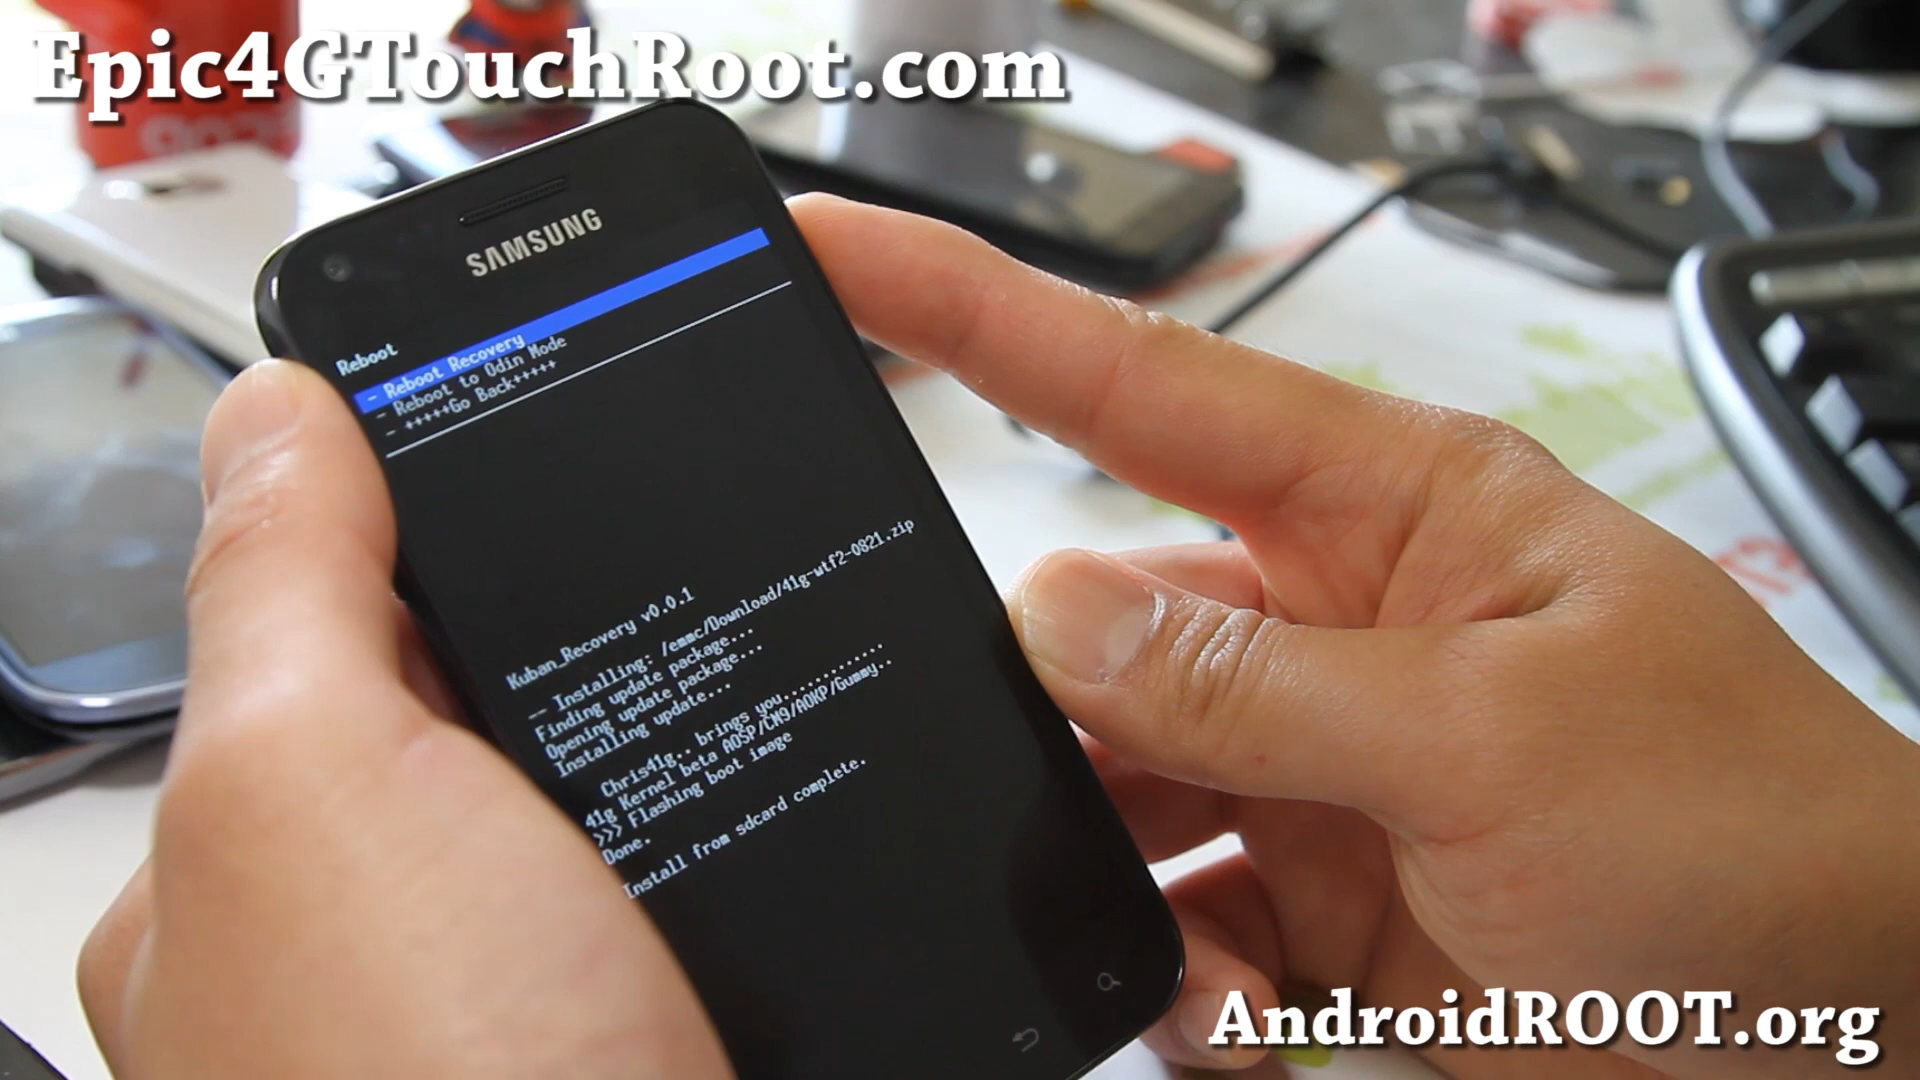 Epic4GTouchRoot.com
SAMSUNG
Reboot
- Reboot Recovery
- Reboot to Odin Mode
- +++++Go Back+++++
Kuban_Recovery v0.0.1
-- Installing: /emmc/Download/41g-wtf2-0821.zip
Finding update package...
Opening update package...
Installing update...
Chris41g.. brings you.............
41g Kernel beta AOSP/CM9/AOKP/Gummy..
>>> Flashing boot image
Done.
Install from sdcard complete.
AndroidROOT.org